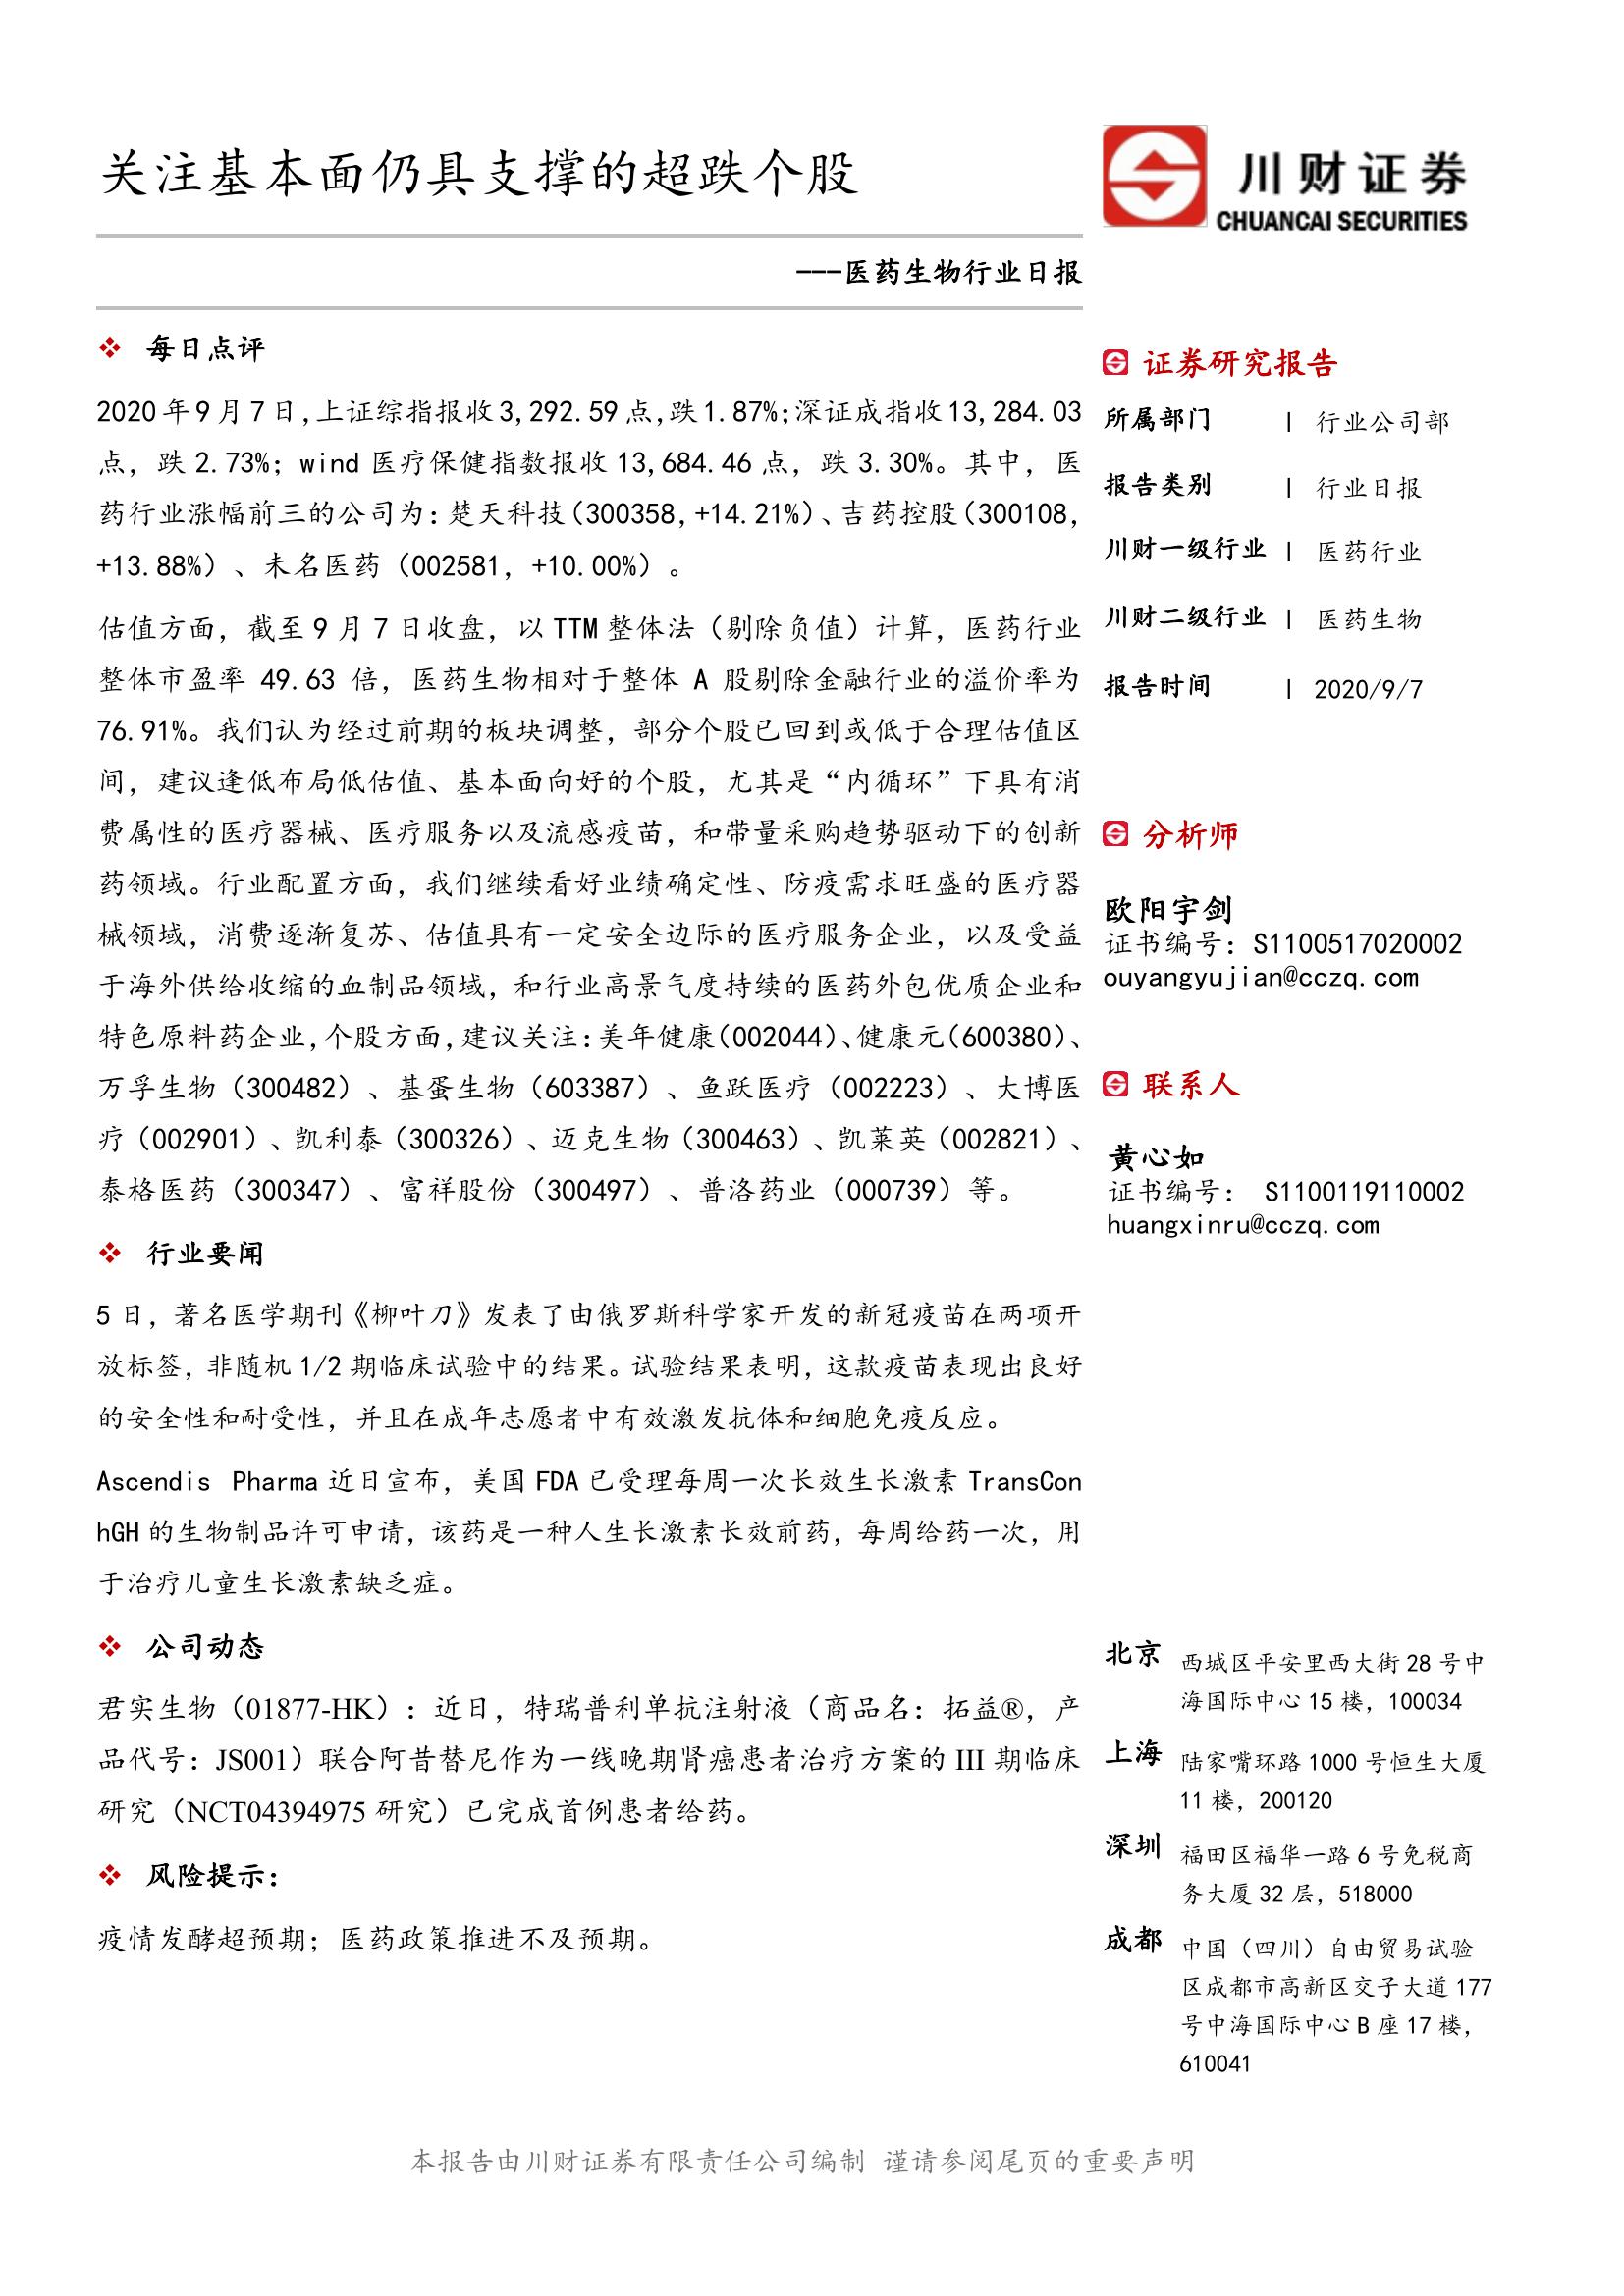 关注基本面仍具支撑的超跌个股
川财证券
CHUANCAI SECURITIES
---医药生物行业日报
每日点评
2020年9月7日,上证综指报收3,292.59点,跌1.87%;深证成指收13,284.03
点，跌2.73%；wind医疗保健指数报收13,684.46点，跌3.30%。其中，医
药行业涨幅前三的公司为:楚天科技(300358,+14.21%)、吉药控股(300108,
+13.88%）、未名医药（002581，+10.00%）。
估值方面，截至9月7日收盘，以TTM整体法（剔除负值）计算，医药行业
整体市盈率 49.63 倍，医药生物相对于整体 A 股剔除金融行业的溢价率为
76.91%。我们认为经过前期的板块调整，部分个股已回到或低于合理估值区
间，建议逢低布局低估值、基本面向好的个股，尤其是“内循环”下具有消
费属性的医疗器械、医疗服务以及流感疫苗，和带量采购趋势驱动下的创新
药领域。行业配置方面，我们继续看好业绩确定性、防疫需求旺盛的医疗器
械领域，消费逐渐复苏、估值具有一定安全边际的医疗服务企业，以及受益
于海外供给收缩的血制品领域，和行业高景气度持续的医药外包优质企业和
特色原料药企业,个股方面,建议关注:美年健康(002044)、健康元(600380)、
万孚生物（300482）、基蛋生物（603387）、鱼跃医疗（002223）、大博医
疗（002901）、凯利泰（300326）、迈克生物（300463）、凯莱英（002821）、
泰格医药（300347）、富祥股份（300497）、普洛药业（000739）等。
行业要闻
5日，著名医学期刊《柳叶刀》发表了由俄罗斯科学家开发的新冠疫苗在两项开
放标签，非随机1/2期临床试验中的结果。试验结果表明，这款疫苗表现出良好
的安全性和耐受性，并且在成年志愿者中有效激发抗体和细胞免疫反应。
Ascendis Pharma近日宣布，美国FDA已受理每周一次长效生长激素TransCon
hGH的生物制品许可申请，该药是一种人生长激素长效前药，每周给药一次，用
于治疗儿童生长激素缺乏症。
公司动态
君实生物（01877-HK）：近日，特瑞普利单抗注射液（商品名：拓益®，产
品代号：JS001）联合阿昔替尼作为一线晚期肾癌患者治疗方案的III期临床
研究（NCT04394975研究）已完成首例患者给药。
风险提示：
疫情发酵超预期；医药政策推进不及预期。
证券研究报告
所属部门 | 行业公司部
报告类别 | 行业日报
川财一级行业 | 医药行业
川财二级行业 | 医药生物
报告时间 | 2020/9/7
分析师
欧阳宇剑
证书编号：S1100517020002
ouyangyujian@cczq.com
联系人
黄心如
证书编号： S1100119110002
huangxinru@cczq.com
北京 西城区平安里西大街28号中
海国际中心15楼，100034
上海 陆家嘴环路1000号恒生大厦
11楼，200120
深圳 福田区福华一路6号免税商
务大厦32层，518000
成都 中国（四川）自由贸易试验
区成都市高新区交子大道177
号中海国际中心B座17楼，
610041
本报告由川财证券有限责任公司编制 谨请参阅尾页的重要声明